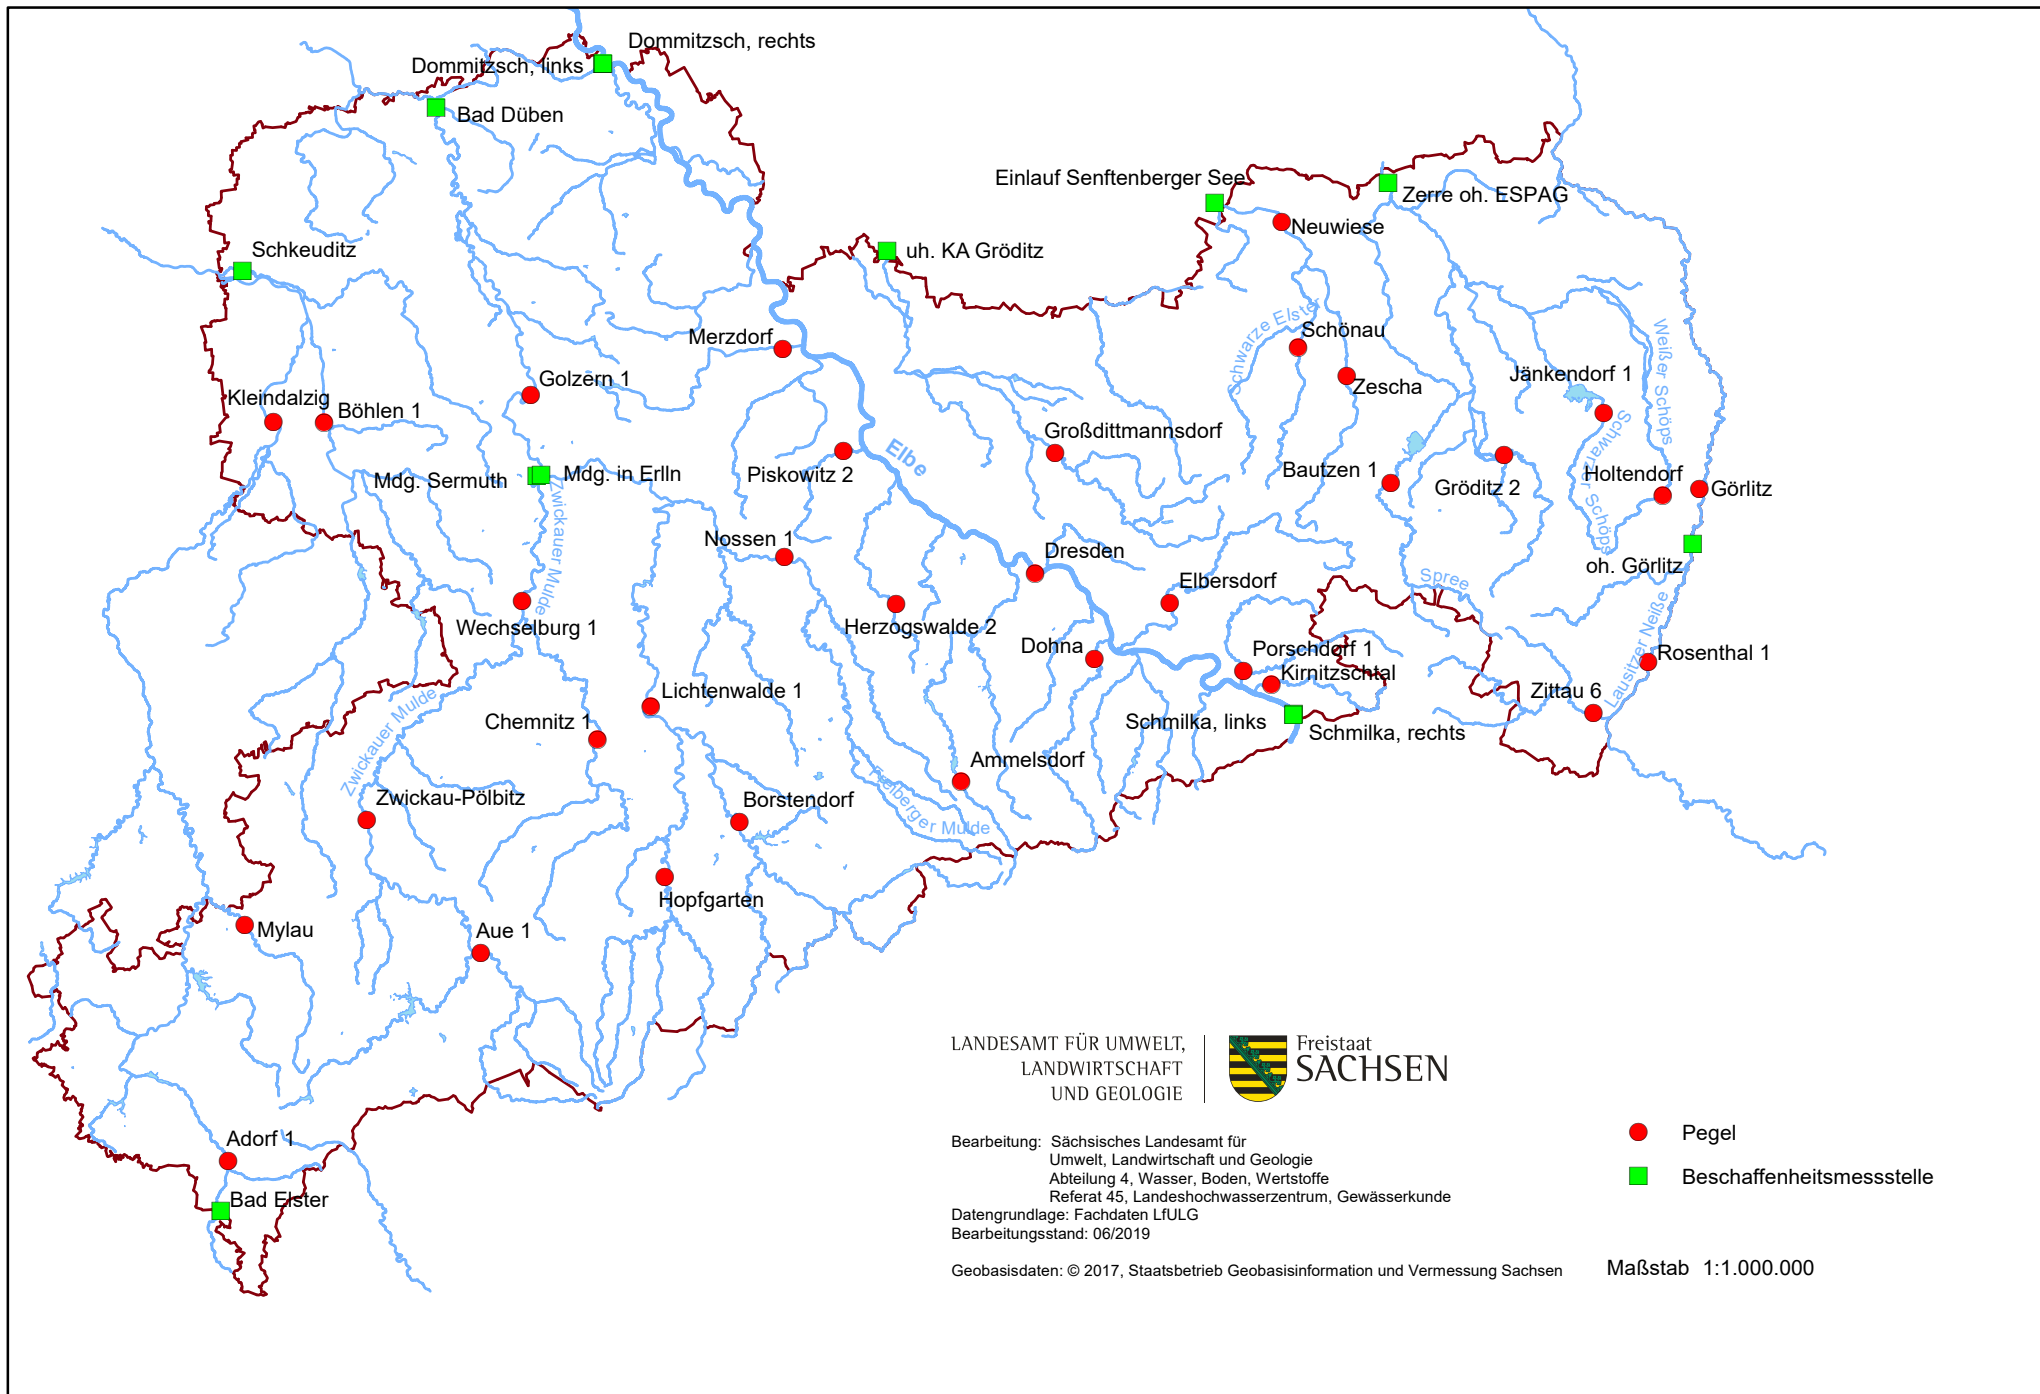 Dommitzsch, rechts
Dommitzsch, links
Bad Düben
Einlauf Senftenberger See
Zerre oh. ESPAG
Neuwiese
Schkeuditz
uh. KA Gröditz
Schwarze Elster
Schönau
Weißer Schöps
Merzdorf
Golzern 1
Zescha
Jänkendorf 1
Kleindalzig
Böhlen 1
Großdittmannsdorf
Schwarzer Schöps
Elbe
Mdg. Sermuth
Mdg. in Erlln
Piskowitz 2
Bautzen 1
Gröditz 2
Holtendorf
Görlitz
Zwickauer Mulde
Nossen 1
Dresden
Elbersdorf
Spree
oh. Görlitz
Wechselburg 1
Herzogswalde 2
Dohna
Porschdorf 1
Kirnitzschtal
Lausitzer Neiße
Rosenthal 1
Lichtenwalde 1
Zittau 6
Zwickauer Mulde
Chemnitz 1
Schmilka, links
Schmilka, rechts
Ammelsdorf
Zwickau-Pölbitz
Borstendorf
Freiberger Mulde
Hopfgarten
Mylau
Aue 1
Adorf 1
Bad Elster
LANDESAMT FÜR UMWELT,
LANDWIRTSCHAFT
UND GEOLOGIE
Freistaat
SACHSEN
Bearbeitung: Sächsisches Landesamt für
Umwelt, Landwirtschaft und Geologie
Abteilung 4, Wasser, Boden, Wertstoffe
Referat 45, Landeshochwasserzentrum, Gewässerkunde
Datengrundlage: Fachdaten LfULG
Bearbeitungsstand: 06/2019
Geobasisdaten: © 2017, Staatsbetrieb Geobasisinformation und Vermessung Sachsen
Pegel
Beschaffenheitsmessstelle
Maßstab 1:1.000.000